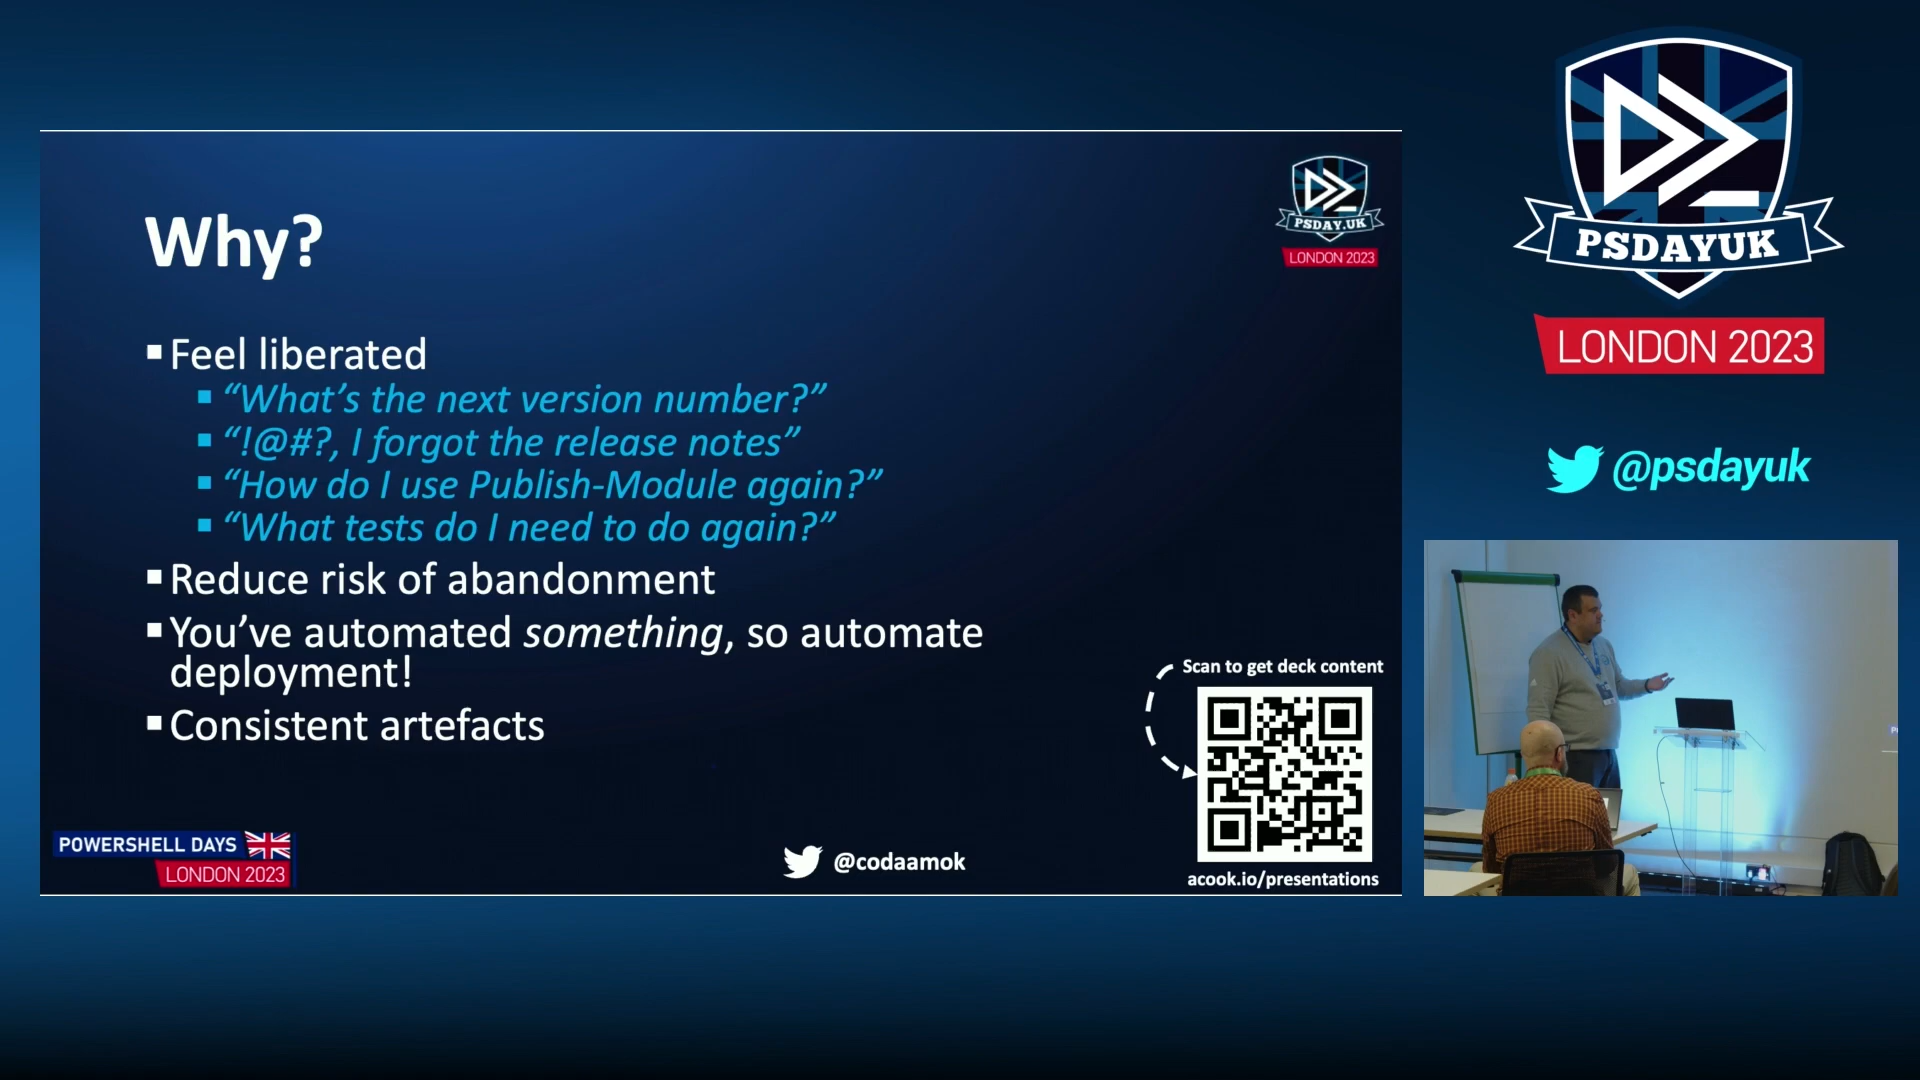 Why?
PSDAY.UK
LONDON 2023
Feel liberated
“What’s the next version number?”
“!@#?, I forgot the release notes”
“How do I use Publish-Module again?”
“What tests do I need to do again?”
Reduce risk of abandonment
You’ve automated something, so automate
deployment!
Consistent artefacts
Scan to get deck content
acook.io/presentations
POWERSHELL DAYS
LONDON 2023
@codaamok
PSDAYUK
LONDON 2023
@psdayuk